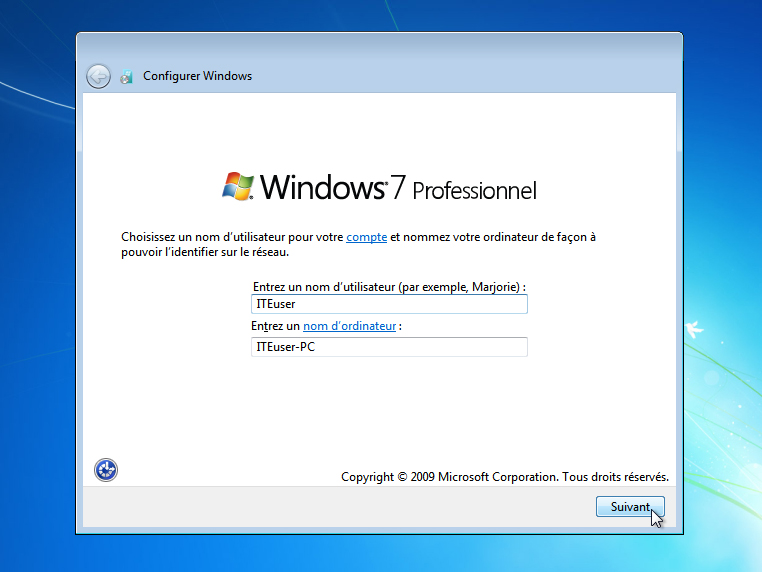 Configurer Windows
Windows® 7 Professionnel
Choisissez un nom d'utilisateur pour votre compte et nommez votre ordinateur de façon à
pouvoir l'identifier sur le réseau.
Entrez un nom d'utilisateur (par exemple, Marjorie) :
ITEuser
Entrez un nom d'ordinateur :
ITEuser-PC
Copyright © 2009 Microsoft Corporation. Tous droits réservés.
Suivant